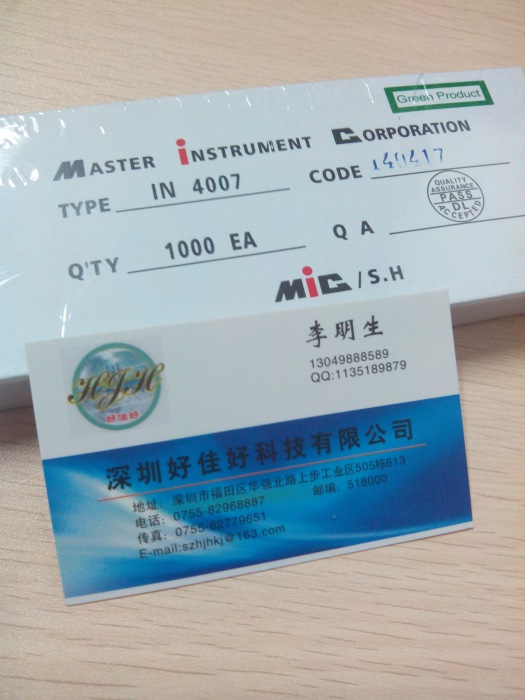 Green Product
MASTER INSTRUMENT CORPORATION
TYPE IN 4007
CODE 140417
Q'TY 1000 EA
Q A
QUALITY
ASSURANCE
PASS
DL
ACCEPTED
MIC / S.H
李明生
13049888589
QQ:1135189879
HJH
好佳好
深圳好佳好科技有限公司
地址：深圳市福田区华强北路上步工业区505栋613
电话：0755-82968887 邮编：518000
传真：0755-82779651
E-mail:szhjhkj@163.com